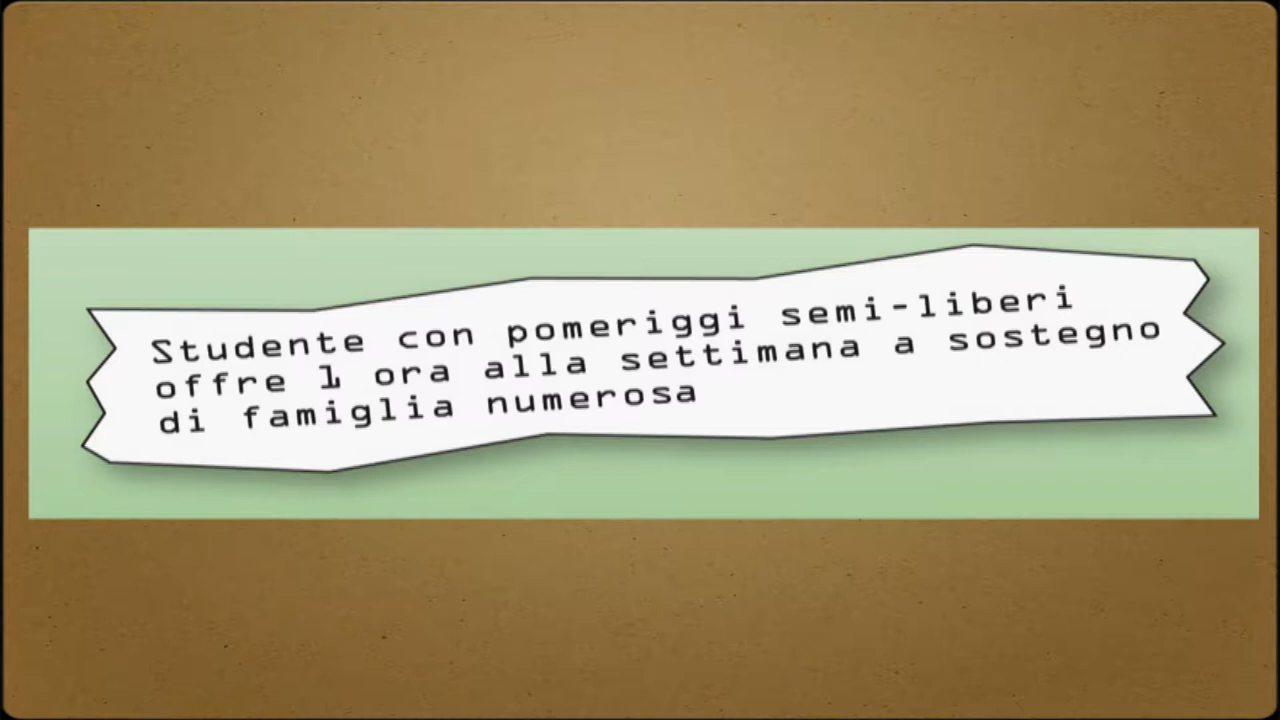 Studente con pomeriggi semi-liberi
offre 1 ora alla settimana a sostegno
di famiglia numerosa